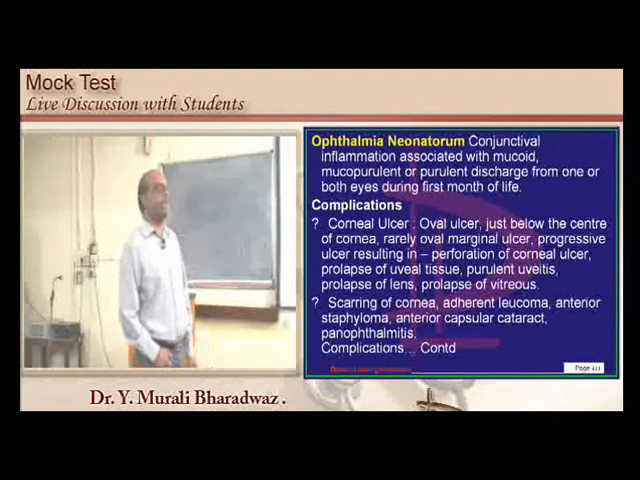 Mock Test
Live Discussion with Students
Ophthalmia Neonatorum Conjunctival
inflammation associated with mucoid,
mucopurulent or purulent discharge from one or
both eyes during first month of life.
Complications
? Corneal Ulcer : Oval ulcer, just below the centre
of cornea, rarely oval marginal ulcer, progressive
ulcer resulting in – perforation of corneal ulcer,
prolapse of uveal tissue, purulent uveitis,
prolapse of lens, prolapse of vitreous.
? Scarring of cornea, adherent leucoma, anterior
staphyloma, anterior capsular cataract,
panophthalmitis.
Complications... Contd
Page
Dr. Y. Murali Bharadwaz .